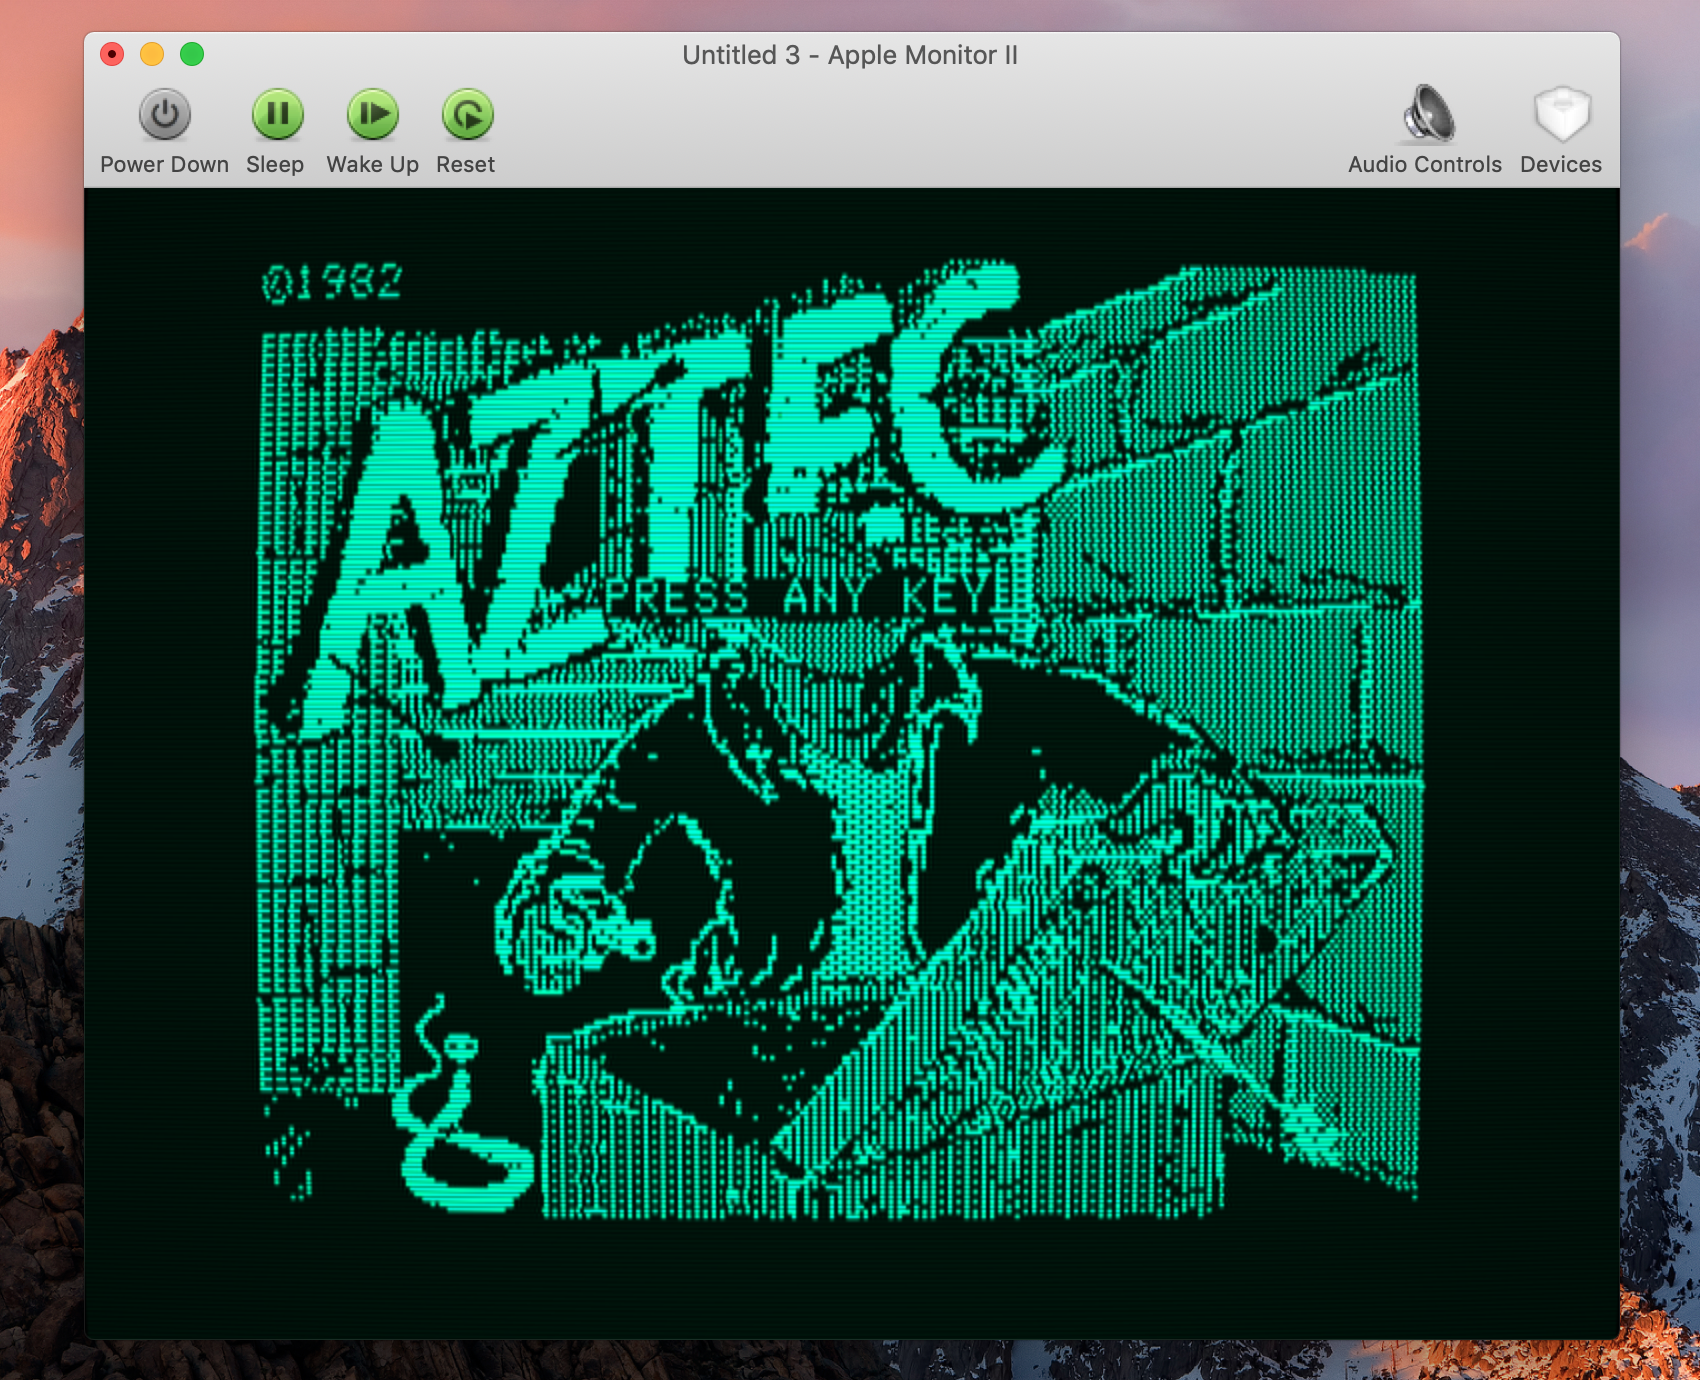 Untitled 3 - Apple Monitor II
Power Down Sleep Wake Up Reset Audio Controls Devices
©1982
AZTEC
PRESS ANY KEY